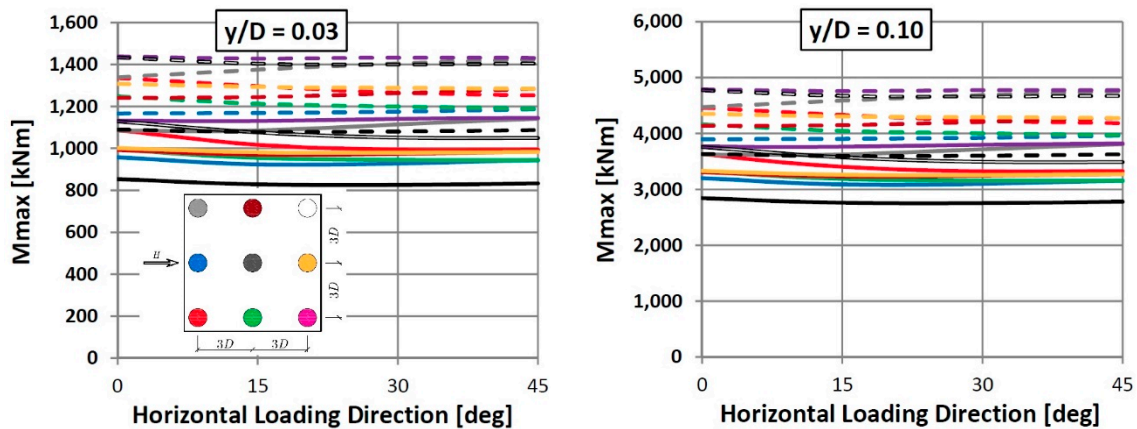 y/D = 0.03
Mmax [kNm]
1,600
1,400
1,200
1,000
800
600
400
200
0
H
3D
3D
3D
3D
0
15
30
45
Horizontal Loading Direction [deg]
y/D = 0.10
Mmax [kNm]
6,000
5,000
4,000
3,000
2,000
1,000
0
0
15
30
45
Horizontal Loading Direction [deg]